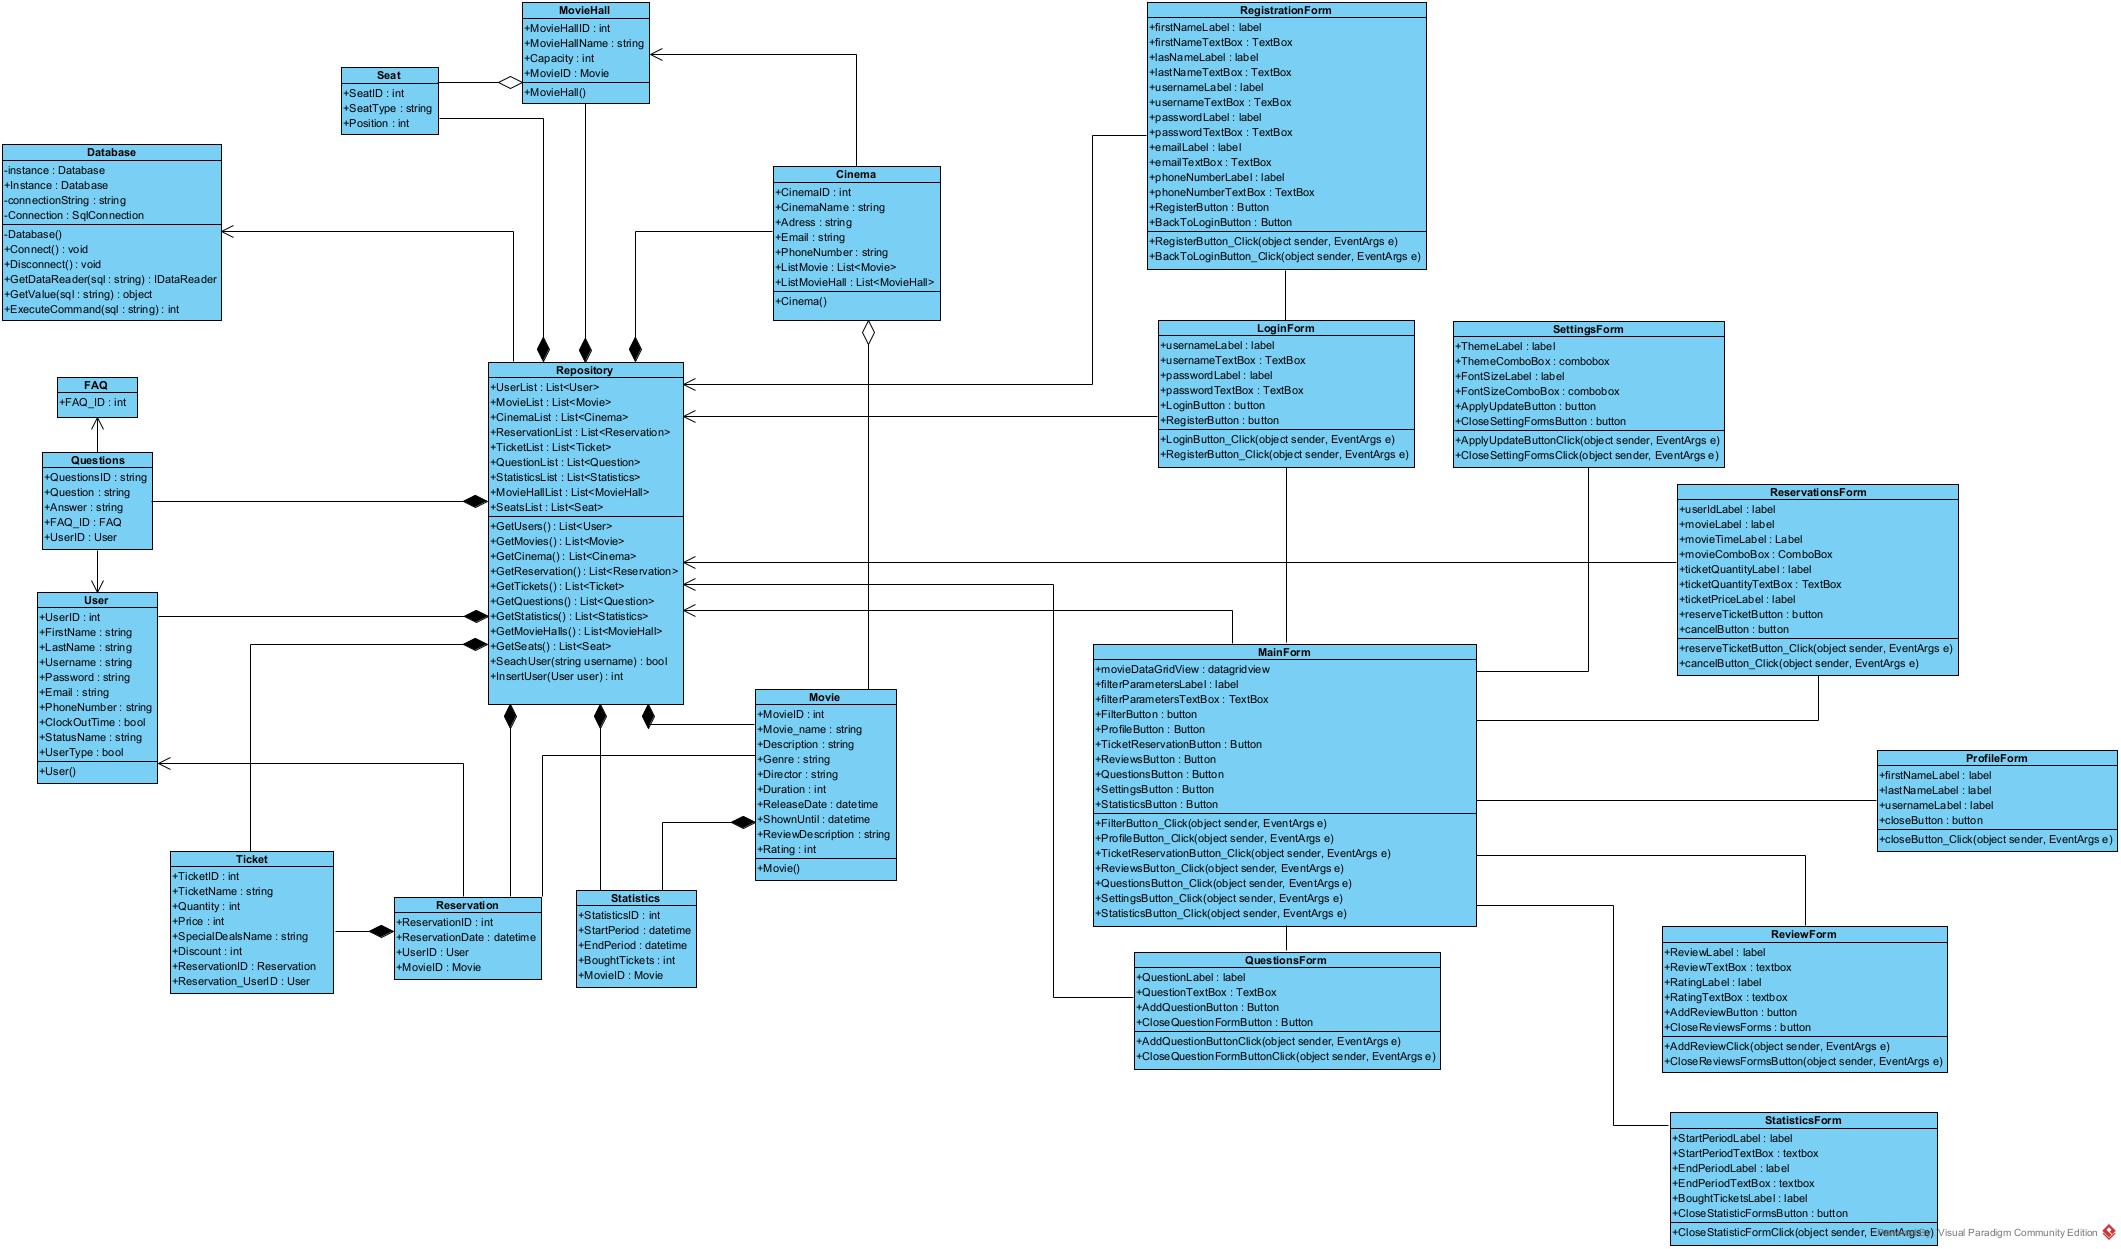 MovieHall
+MovieHallID : int
+MovieHallName : string
+Capacity : int
+MovieID : Movie
+MovieHall()
Seat
+SeatID : int
+SeatType : string
+Position : int
Database
-instance : Database
+Instance : Database
-connectionString : string
-Connection : SqlConnection
-Database()
+Connect() : void
+Disconnect() : void
+GetDataReader(sql : string) : IDataReader
+GetValue(sql : string) : object
+ExecuteCommand(sql : string) : int
Cinema
+CinemaID : int
+CinemaName : string
+Adress : string
+Email : string
+PhoneNumber : string
+ListMovie : List<Movie>
+ListMovieHall : List<MovieHall>
+Cinema()
RegistrationForm
+firstNameLabel : label
+firstNameTextBox : TextBox
+lasNameLabel : label
+lastNameTextBox : TextBox
+usernameLabel : label
+usernameTextBox : TexBox
+passwordLabel : label
+passwordTextBox : TextBox
+emailLabel : label
+emailTextBox : TextBox
+phoneNumberLabel : label
+phoneNumberTextBox : TextBox
+RegisterButton : Button
+BackToLoginButton : Button
+RegisterButton_Click(object sender, EventArgs e)
+BackToLoginButton_Click(object sender, EventArgs e)
LoginForm
+usernameLabel : label
+usernameTextBox : TextBox
+passwordLabel : label
+passwordTextBox : TextBox
+LoginButton : button
+RegisterButton : button
+LoginButton_Click(object sender, EventArgs e)
+RegisterButton_Click(object sender, EventArgs e)
SettingsForm
+ThemeLabel : label
+ThemeComboBox : combobox
+FontSizeLabel : label
+FontSizeComboBox : combobox
+ApplyUpdateButton : button
+CloseSettingFormsButton : button
+ApplyUpdateButtonClick(object sender, EventArgs e)
+CloseSettingFormsClick(object sender, EventArgs e)
FAQ
+FAQ_ID : int
Questions
+QuestionsID : string
+Question : string
+Answer : string
+FAQ_ID : FAQ
+UserID : User
Repository
+UserList : List<User>
+MovieList : List<Movie>
+CinemaList : List<Cinema>
+ReservationList : List<Reservation>
+TicketList : List<Ticket>
+QuestionList : List<Question>
+StatisticsList : List<Statistics>
+MovieHallList : List<MovieHall>
+SeatsList : List<Seat>
+GetUsers() : List<User>
+GetMovies() : List<Movie>
+GetCinema() : List<Cinema>
+GetReservation() : List<Reservation>
+GetTickets() : List<Ticket>
+GetQuestions() : List<Question>
+GetStatistics() : List<Statistics>
+GetMovieHalls() : List<MovieHall>
+GetSeats() : List<Seat>
+SeachUser(string username) : bool
+InsertUser(User user) : int
ReservationsForm
+userIdLabel : label
+movieLabel : label
+movieTimeLabel : Label
+movieComboBox : ComboBox
+ticketQuantityLabel : label
+ticketQuantityTextBox : TextBox
+ticketPriceLabel : label
+reserveTicketButton : button
+cancelButton : button
+reserveTicketButton_Click(object sender, EventArgs e)
+cancelButton_Click(object sender, EventArgs e)
User
+UserID : int
+FirstName : string
+LastName : string
+Username : string
+Password : string
+Email : string
+PhoneNumber : string
+ClockOutTime : bool
+StatusName : string
+UserType : bool
+User()
MainForm
+movieDataGridView : datagridview
+filterParametersLabel : label
+filterParametersTextBox : TextBox
+FilterButton : button
+ProfileButton : Button
+TicketReservationButton : Button
+ReviewsButton : Button
+QuestionsButton : Button
+SettingsButton : Button
+StatisticsButton : Button
+FilterButton_Click(object sender, EventArgs e)
+ProfileButton_Click(object sender, EventArgs e)
+TicketReservationButton_Click(object sender, EventArgs e)
+ReviewsButton_Click(object sender, EventArgs e)
+QuestionsButton_Click(object sender, EventArgs e)
+SettingsButton_Click(object sender, EventArgs e)
+StatisticsButton_Click(object sender, EventArgs e)
Movie
+MovieID : int
+Movie_name : string
+Description : string
+Genre : string
+Director : string
+Duration : int
+ReleaseDate : datetime
+ShownUntil : datetime
+ReviewDescription : string
+Rating : int
+Movie()
ProfileForm
+firstNameLabel : label
+lastNameLabel : label
+usernameLabel : label
+closeButton : button
+closeButton_Click(object sender, EventArgs e)
Ticket
+TicketID : int
+TicketName : string
+Quantity : int
+Price : int
+SpecialDealsName : string
+Discount : int
+ReservationID : Reservation
+Reservation_UserID : User
Reservation
+ReservationID : int
+ReservationDate : datetime
+UserID : User
+MovieID : Movie
Statistics
+StatisticsID : int
+StartPeriod : datetime
+EndPeriod : datetime
+BoughtTickets : int
+MovieID : Movie
QuestionsForm
+QuestionLabel : label
+QuestionTextBox : TextBox
+AddQuestionButton : Button
+CloseQuestionFormButton : Button
+AddQuestionButtonClick(object sender, EventArgs e)
+CloseQuestionFormButtonClick(object sender, EventArgs e)
ReviewForm
+ReviewLabel : label
+ReviewTextBox : textbox
+RatingLabel : label
+RatingTextBox : textbox
+AddReviewButton : button
+CloseReviewsForms : button
+AddReviewClick(object sender, EventArgs e)
+CloseReviewsFormsButton(object sender, EventArgs e)
StatisticsForm
+StartPeriodLabel : label
+StartPeriodTextBox : textbox
+EndPeriodLabel : label
+EndPeriodTextBox : textbox
+BoughtTicketsLabel : label
+CloseStatisticFormsButton : button
+CloseStatisticFormClick(object sender, EventArgs e)
Visual Paradigm Community Edition